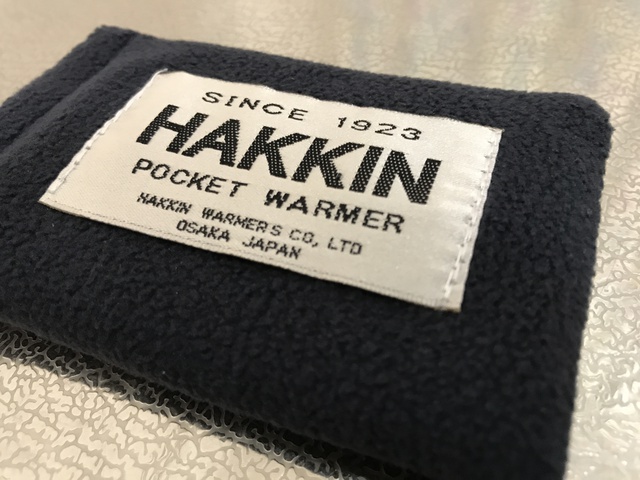 SINCE 1923
HAKKIN
POCKET WARMER
HAKKIN WARMERS CO, LTD
OSAKA JAPAN